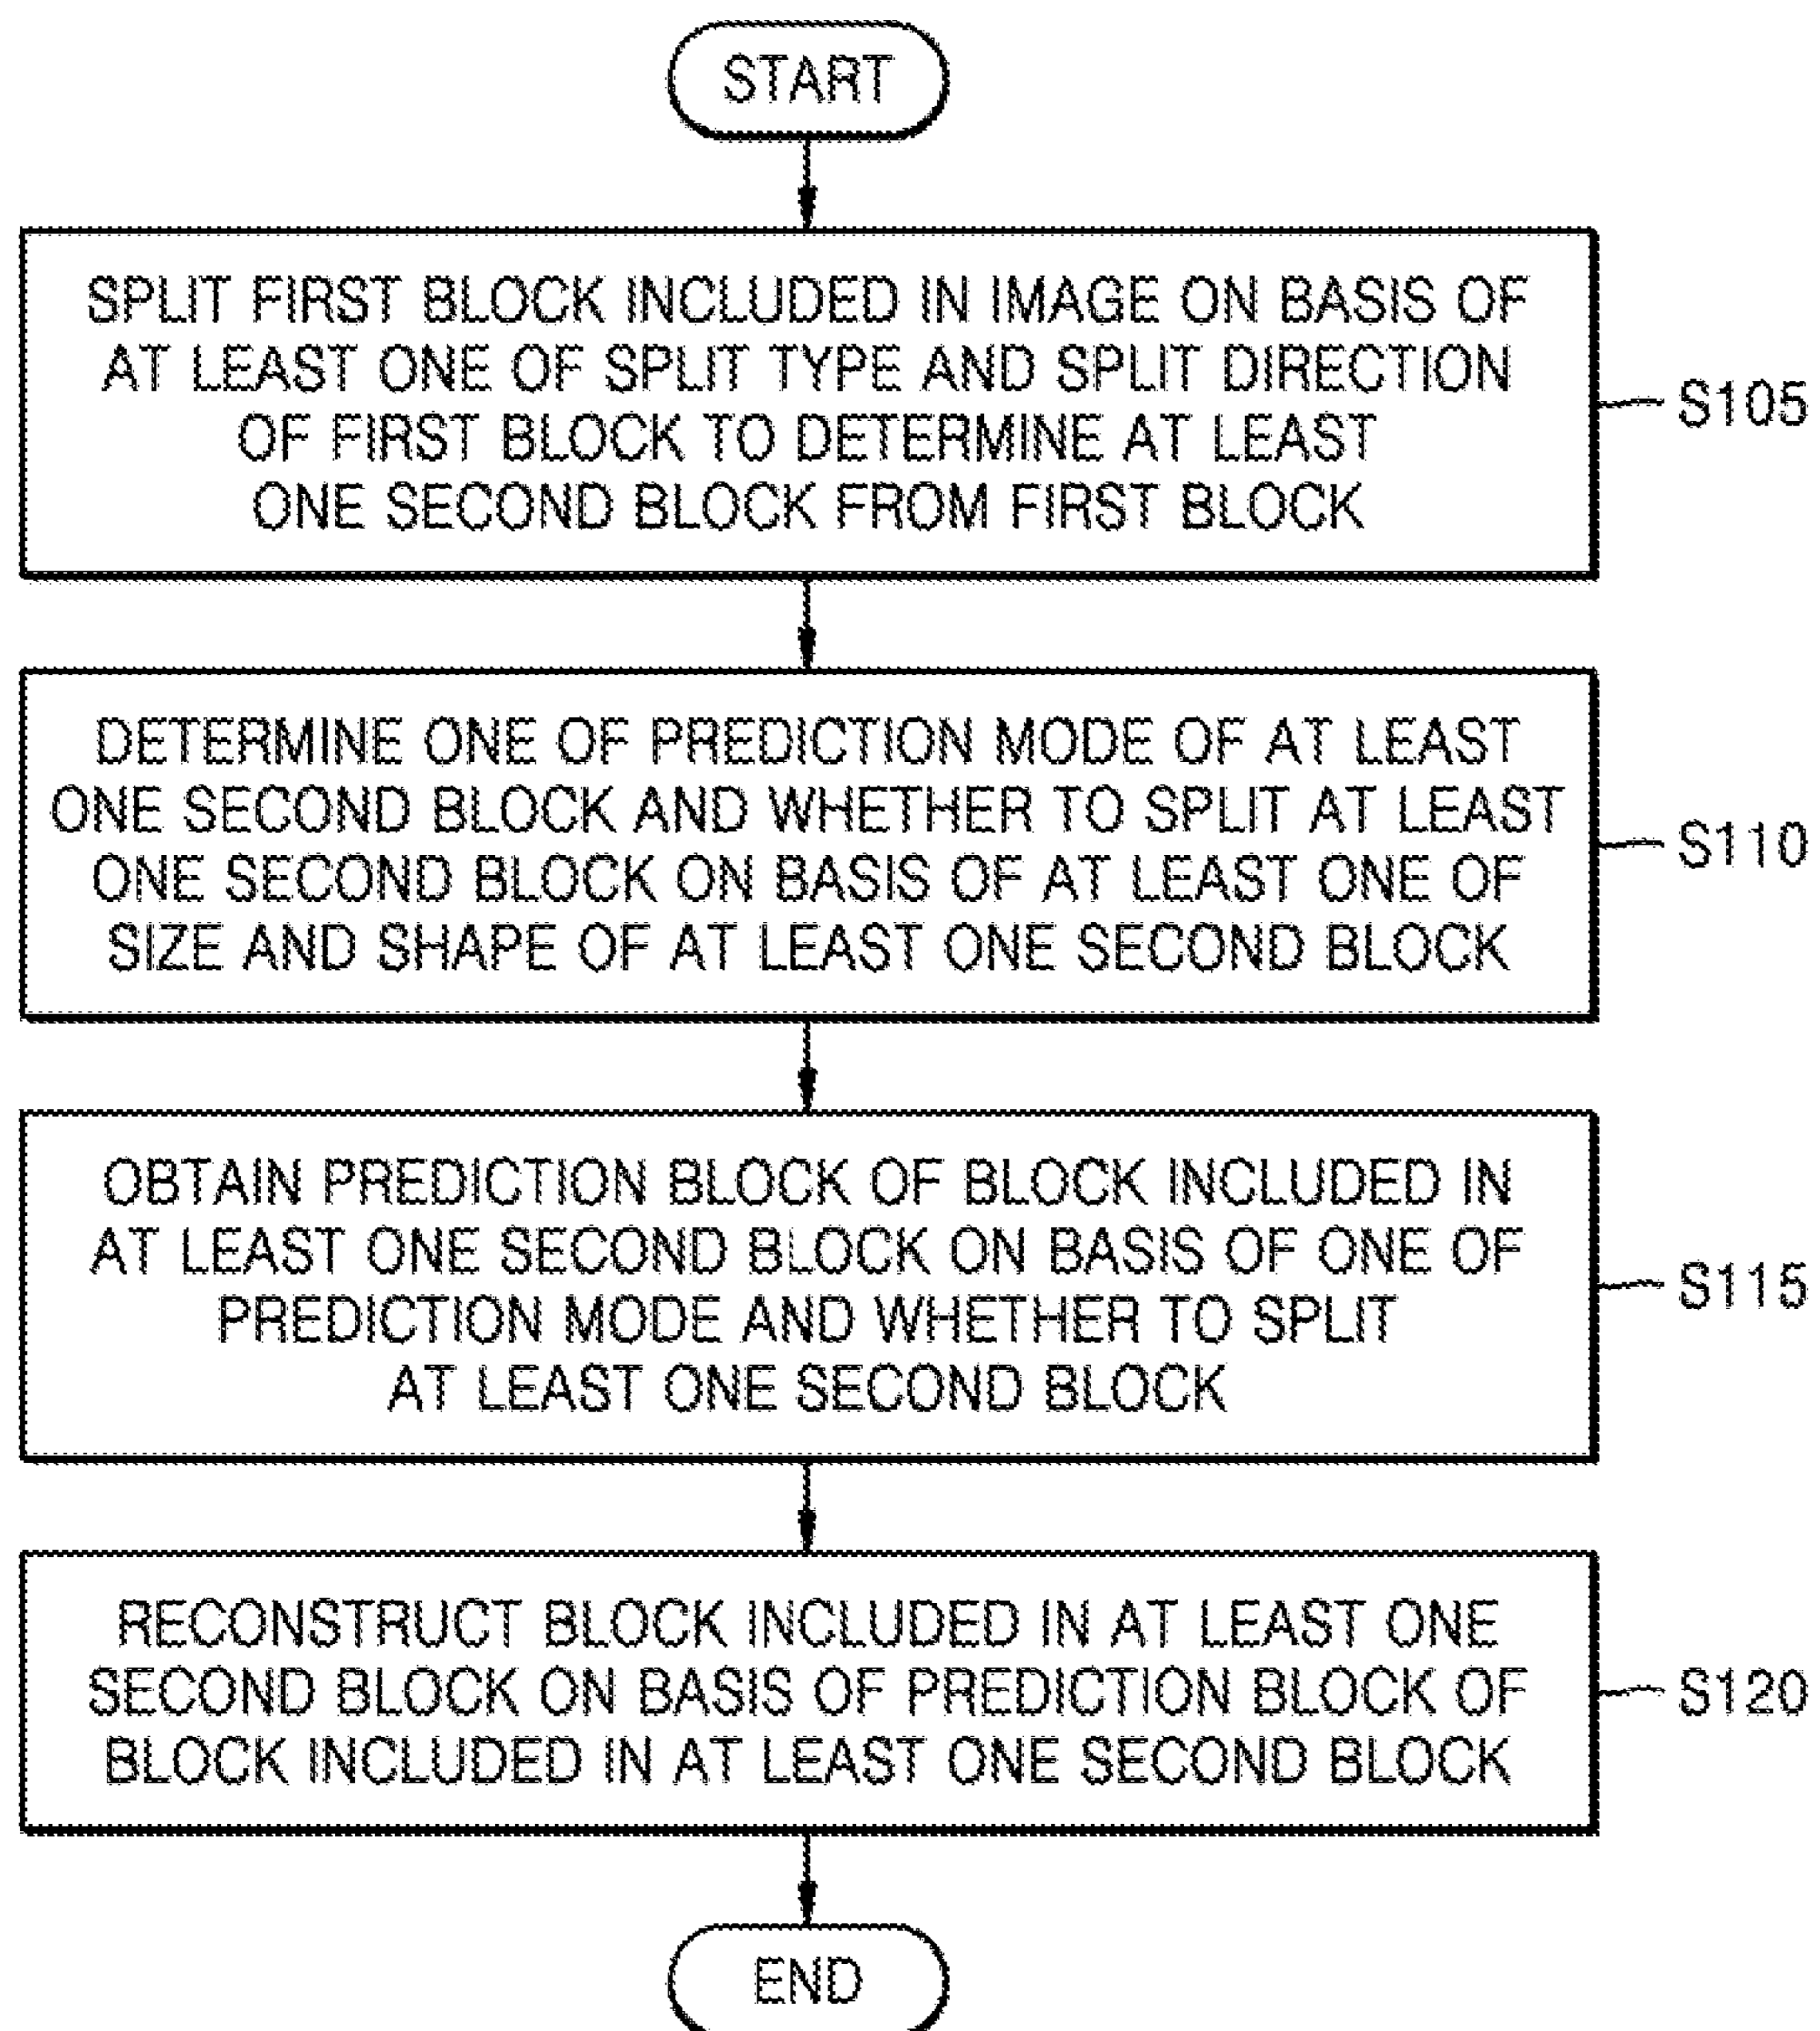 START
SPLIT FIRST BLOCK INCLUDED IN IMAGE ON BASIS OF
AT LEAST ONE OF SPLIT TYPE AND SPLIT DIRECTION
OF FIRST BLOCK TO DETERMINE AT LEAST
ONE SECOND BLOCK FROM FIRST BLOCK
S105
DETERMINE ONE OF PREDICTION MODE OF AT LEAST
ONE SECOND BLOCK AND WHETHER TO SPLIT AT LEAST
ONE SECOND BLOCK ON BASIS OF AT LEAST ONE OF
SIZE AND SHAPE OF AT LEAST ONE SECOND BLOCK
S110
OBTAIN PREDICTION BLOCK OF BLOCK INCLUDED IN
AT LEAST ONE SECOND BLOCK ON BASIS OF ONE OF
PREDICTION MODE AND WHETHER TO SPLIT
AT LEAST ONE SECOND BLOCK
S115
RECONSTRUCT BLOCK INCLUDED IN AT LEAST ONE
SECOND BLOCK ON BASIS OF PREDICTION BLOCK OF
BLOCK INCLUDED IN AT LEAST ONE SECOND BLOCK
S120
END